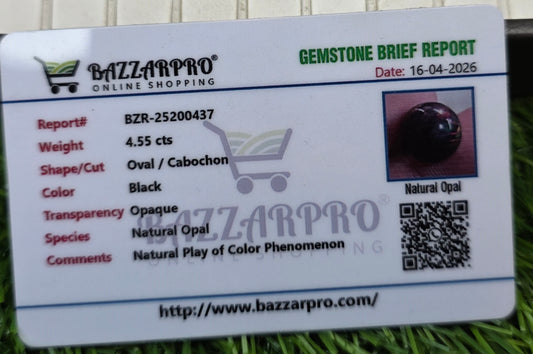 BAZZARPRO®
ONLINE SHOPPING
GEMSTONE BRIEF REPORT
Date: 16-04-2026
Report# BZR-25200437
Weight 4.55 cts
Shape/Cut Oval / Cabochon
Color Black
Transparency Opaque
Species Natural Opal
Comments Natural Play of Color Phenomenon
Natural Opal
BAZZARPRO®
ONLINE SHOPPING
http://www.bazzarpro.com/